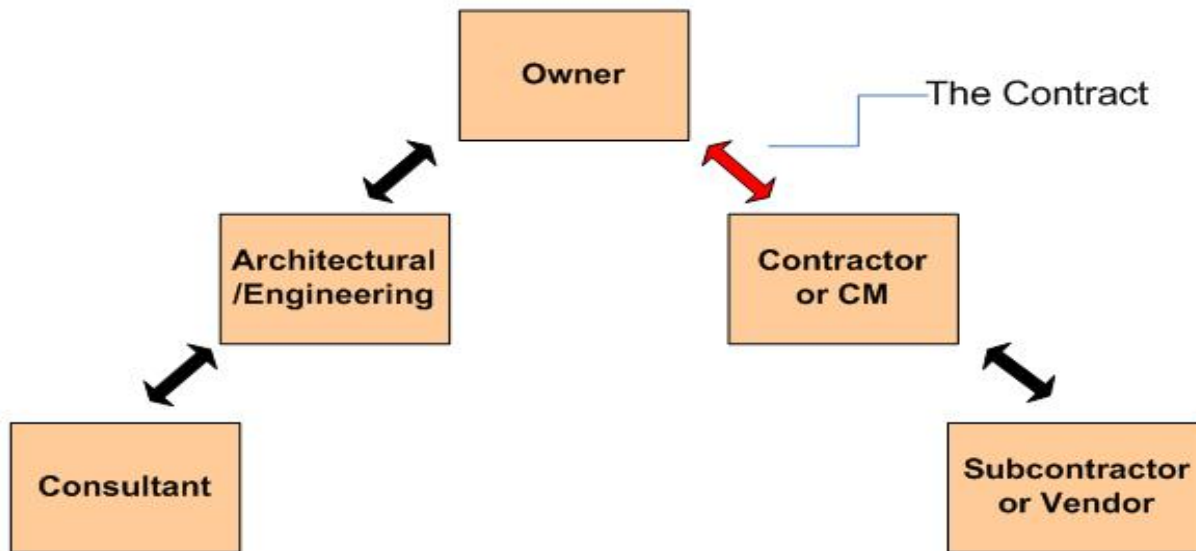 Owner
The Contract
Architectural
/Engineering
Contractor
or CM
Consultant
Subcontractor
or Vendor